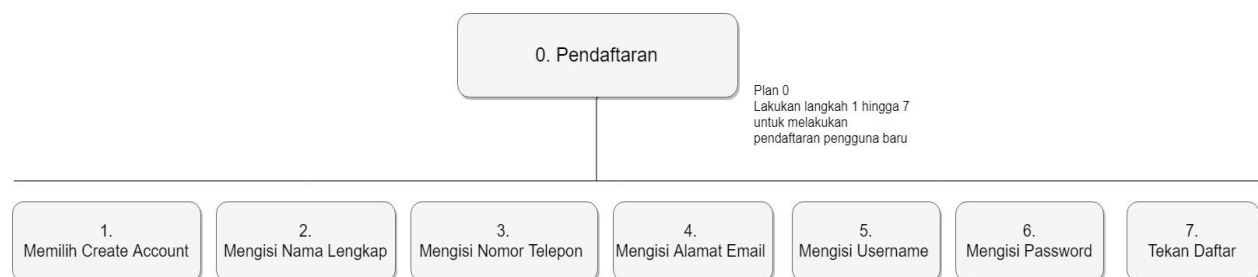 0. Pendaftaran
Plan 0
Lakukan langkah 1 hingga 7
untuk melakukan
pendaftaran pengguna baru
1.
Memilih Create Account
2.
Mengisi Nama Lengkap
3.
Mengisi Nomor Telepon
4.
Mengisi Alamat Email
5.
Mengisi Username
6.
Mengisi Password
7.
Tekan Daftar